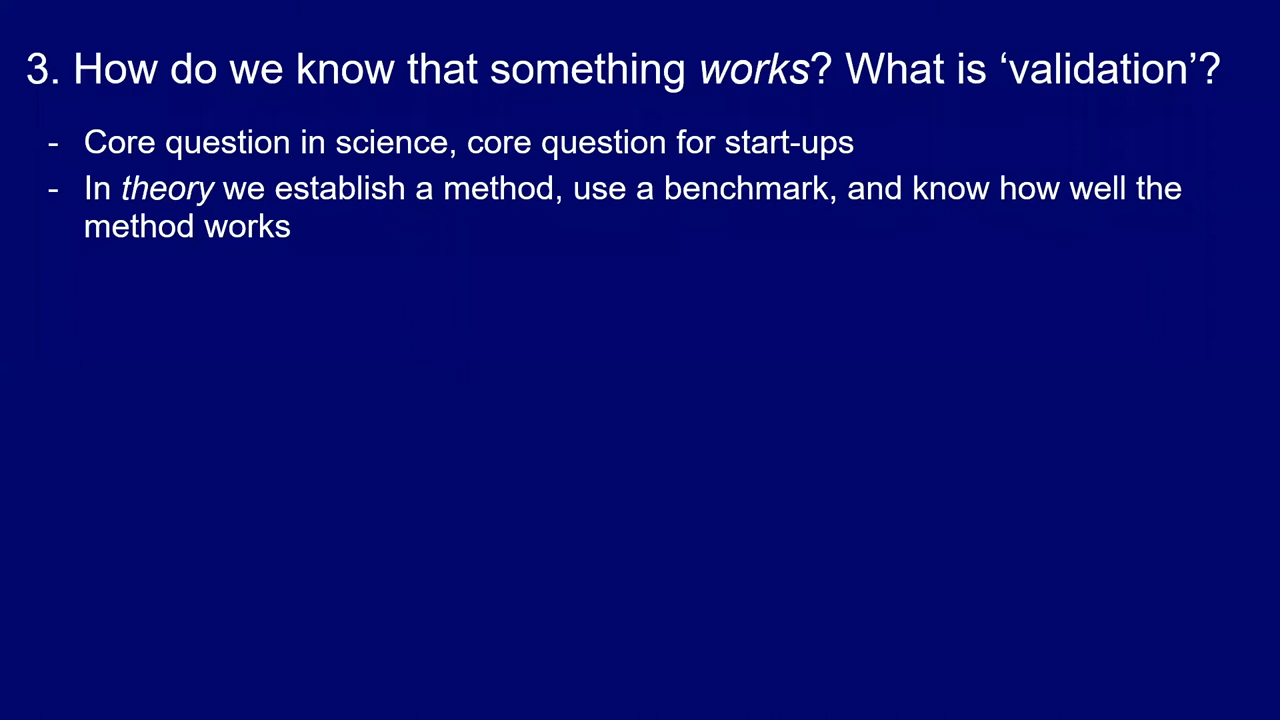 3. How do we know that something works? What is ‘validation’?
- Core question in science, core question for start-ups
- In theory we establish a method, use a benchmark, and know how well the
method works